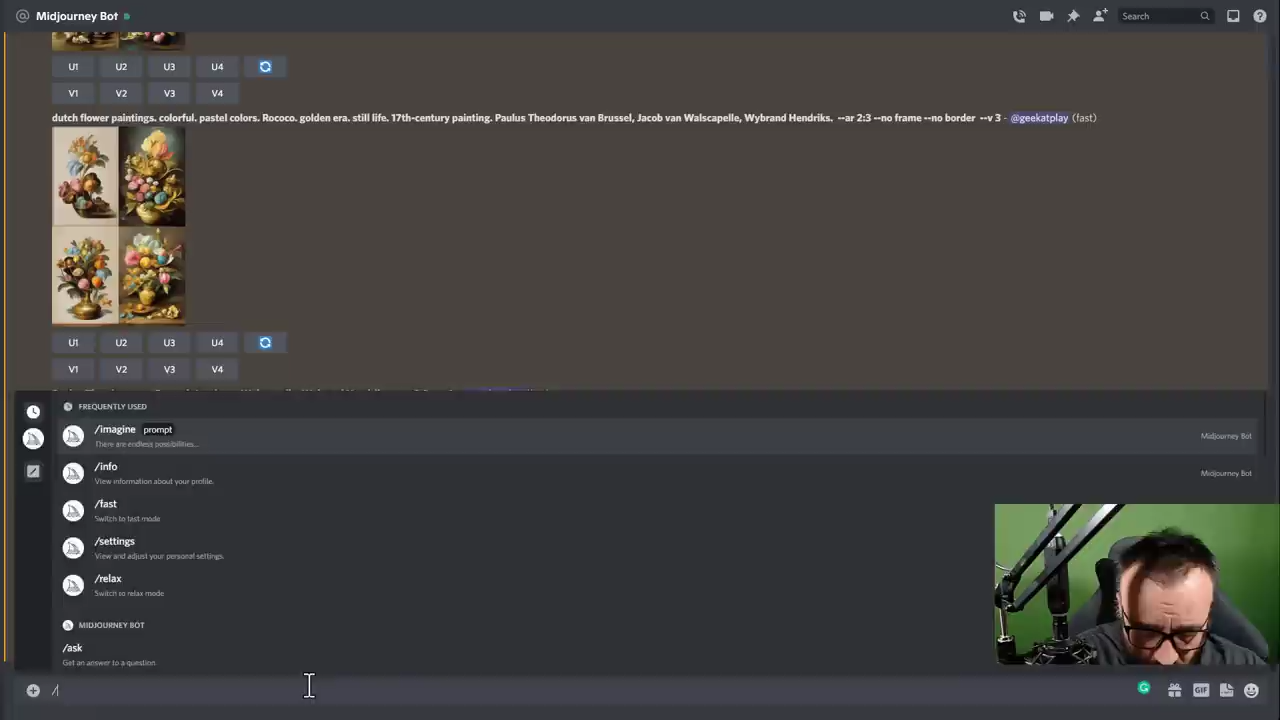 Midjourney Bot
Search
U1 U2 U3 U4
V1 V2 V3 V4
dutch flower paintings. colorful. pastel colors. Rococo. golden era. still life. 17th-century painting. Paulus Theodorus van Brussel, Jacob van Walscapelle, Wybrand Hendriks. --ar 2:3 --no frame --no border --v 3 - @geekatplay (fast)
U1 U2 U3 U4
V1 V2 V3 V4
FREQUENTLY USED
/imagine prompt
There are endless possibilities...
Midjourney Bot
/info
View information about your profile.
Midjourney Bot
/fast
Switch to fast mode
/settings
View and adjust your personal settings.
/relax
Switch to relax mode
MIDJOURNEY BOT
/ask
Get an answer to a question
/
GIF